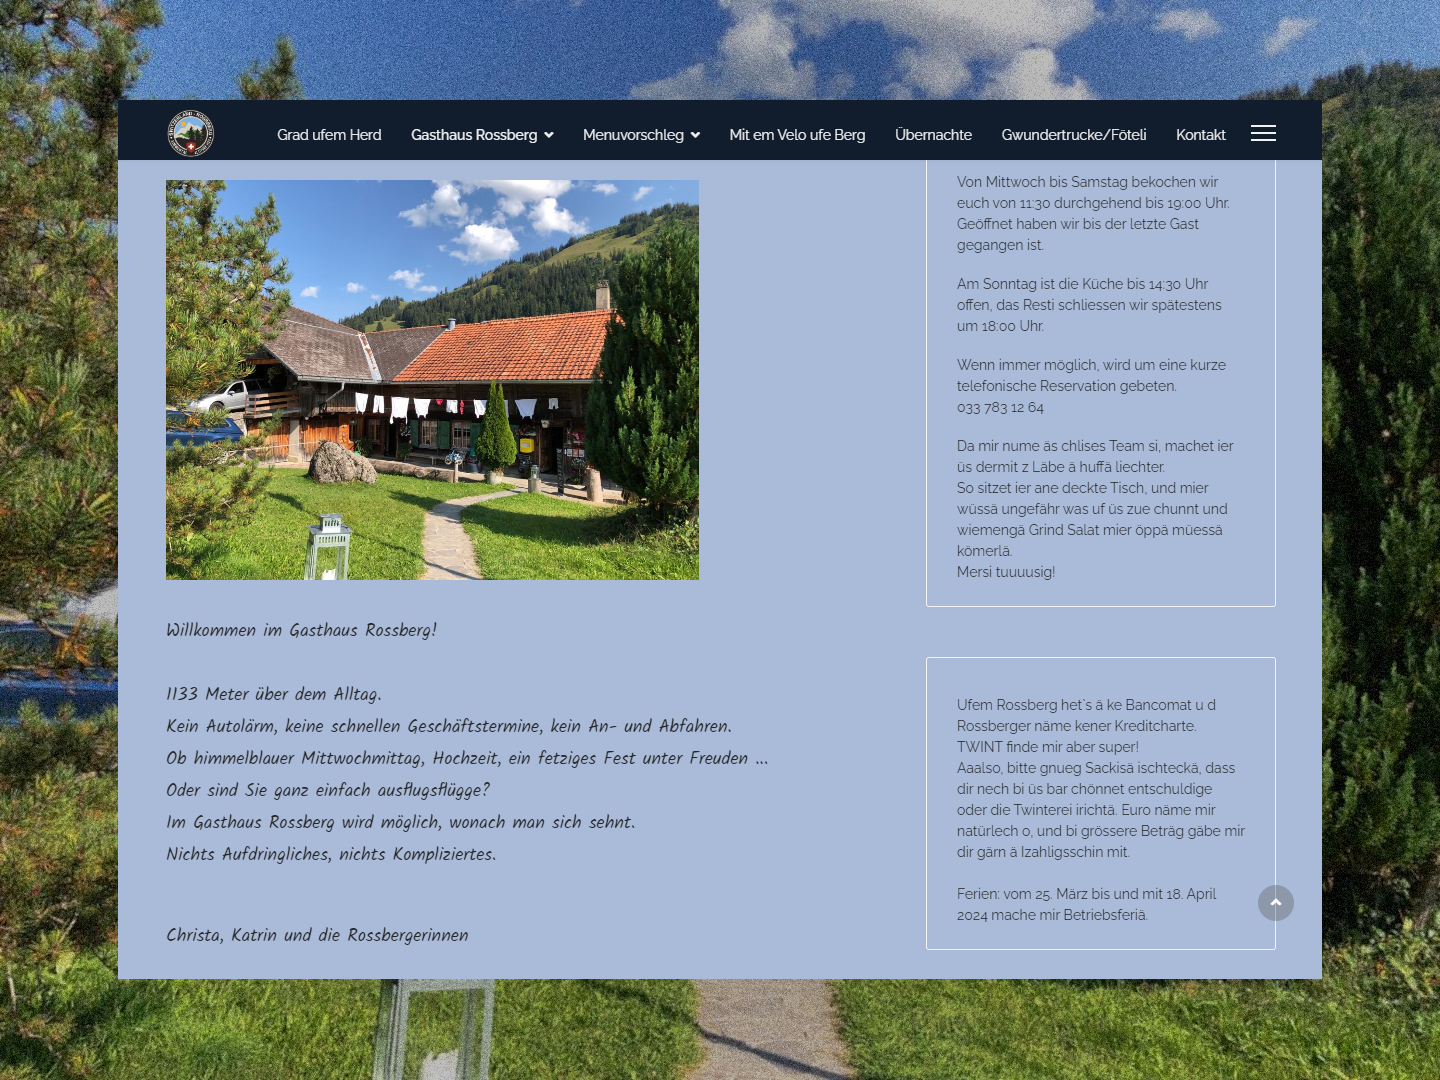 Grad ufem Herd
Gasthaus Rossberg
Menuvorschleg
Mit em Velo ufe Berg
Übernachte
Gwundertrucke/Föteli
Kontakt
Willkommen im Gasthaus Rossberg!
1133 Meter über dem Alltag.
Kein Autolärm, keine schnellen Geschäftstermine, kein An- und Abfahren.
Ob himmelblauer Mittwochmittag, Hochzeit, ein fetziges Fest unter Freuden ...
Oder sind Sie ganz einfach ausflugsflügge?
Im Gasthaus Rossberg wird möglich, wonach man sich sehnt.
Nichts Aufdringliches, nichts Kompliziertes.
Christa, Katrin und die Rossbergerinnen
Von Mittwoch bis Samstag bekochen wir
euch von 11:30 durchgehend bis 19:00 Uhr.
Geöffnet haben wir bis der letzte Gast
gegangen ist.
Am Sonntag ist die Küche bis 14:30 Uhr
offen, das Resti schliessen wir spätestens
um 18:00 Uhr.
Wenn immer möglich, wird um eine kurze
telefonische Reservation gebeten.
033 783 12 64
Da mir nume äs chlises Team si, machet ier
üs dermit z Läbe ä huffä liechter.
So sitzet ier ane deckte Tisch, und mier
wüssä ungefähr was uf üs zue chunnt und
wiemengä Grind Salat mier öppä müessä
kömerlä.
Mersi tuuuusig!
Ufem Rossberg het`s ä ke Bancomat u d
Rossberger näme kener Kreditcharte.
TWINT finde mir aber super!
Aaalso, bitte gnueg Sackisä ischteckä, dass
dir nech bi üs bar chönnet entschuldige
oder die Twinterei irichtä. Euro näme mir
natürlech o, und bi grössere Beträg gäbe mir
dir gärn ä Izahligsschin mit.
Ferien: vom 25. März bis und mit 18. April
2024 mache mir Betriebsferiä.